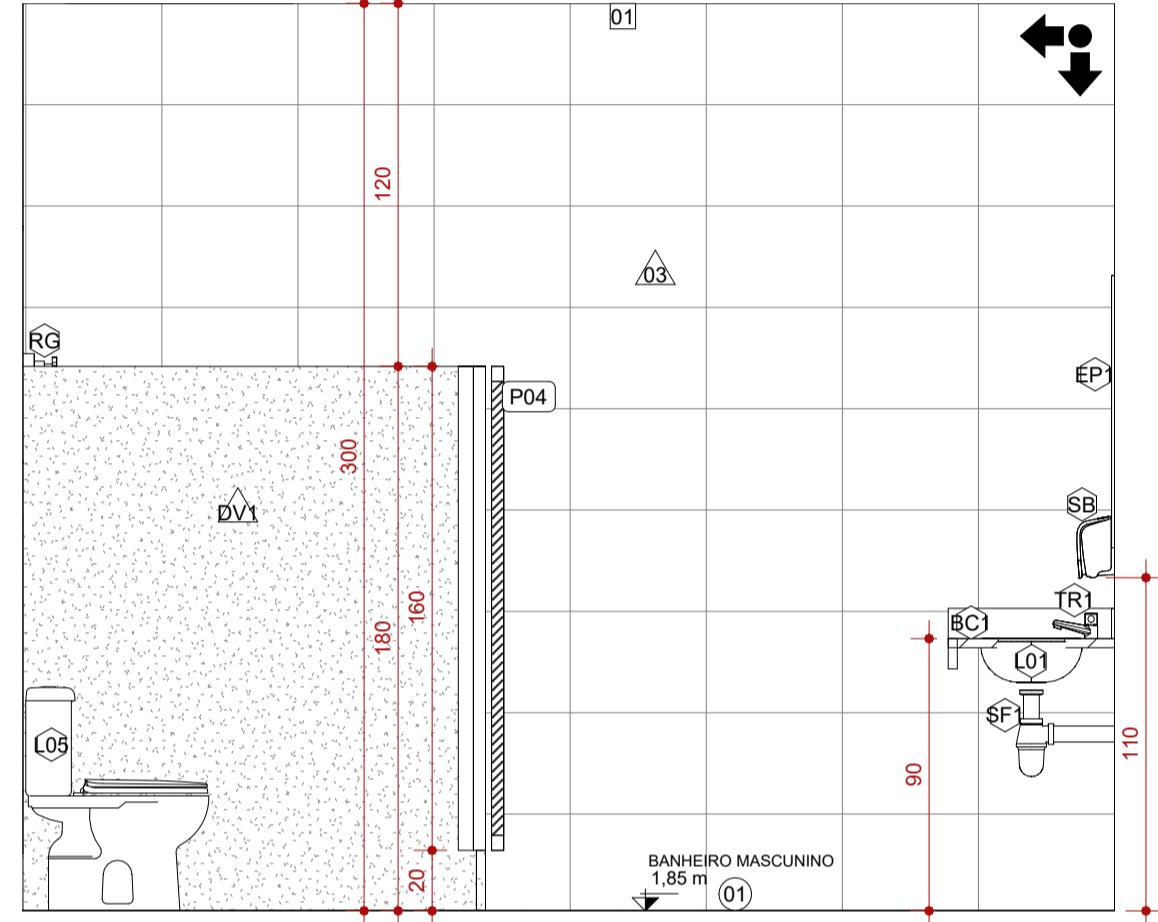 01
120
03
RG
EP1
P04
300
SB
DV1
TR1
160
BC1
180
L01
SF1
L05
110
90
BANHEIRO MASCUNINO
1,85 m
20
01